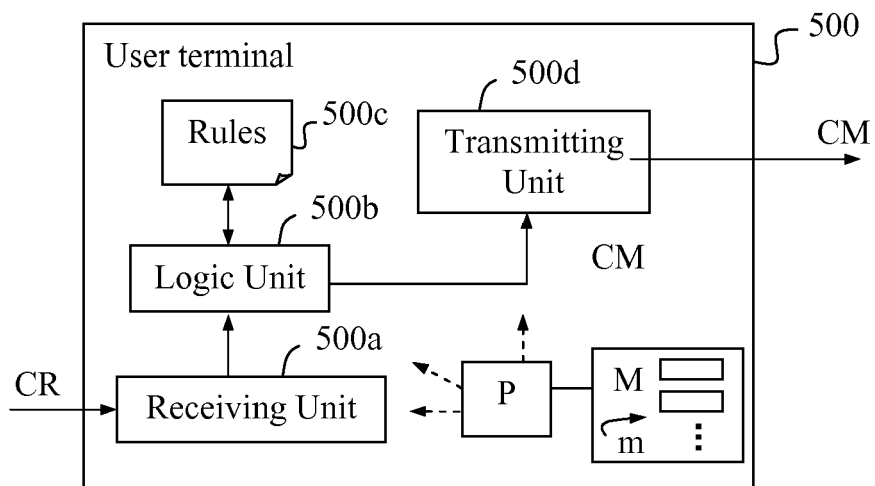 500
User terminal
500d
Rules
500c
Transmitting
Unit
CM
500b
Logic Unit
CM
500a
CR
Receiving Unit
P
M
m